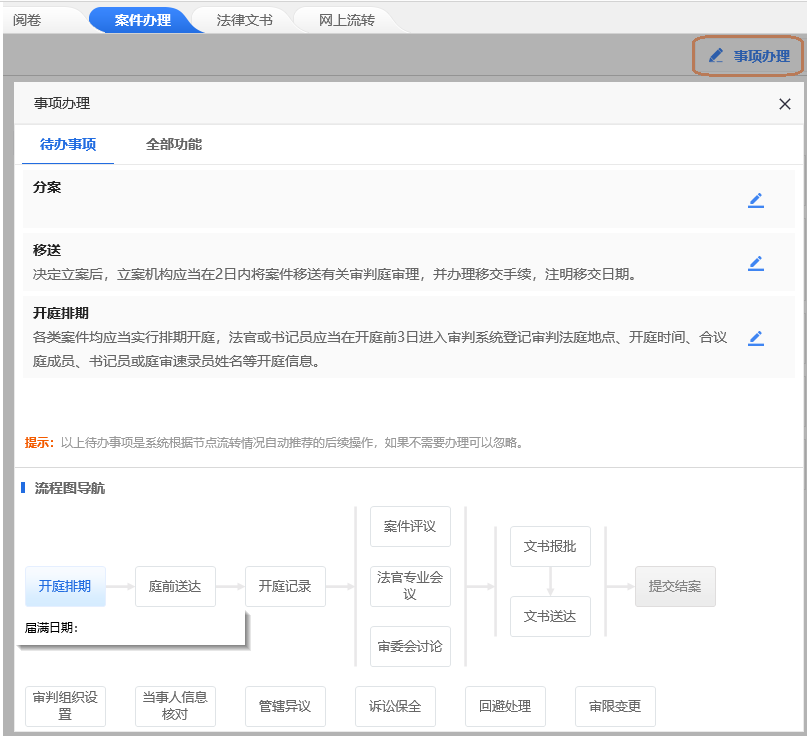 阅卷
案件办理
法律文书
网上流转
事项办理
事项办理
待办事项
全部功能
分案
移送
决定立案后，立案机构应当在2日内将案件移送有关审判庭审理，并办理移交手续，注明移交日期。
开庭排期
各类案件均应当实行排期开庭，法官或书记员应当在开庭前3日进入审判系统登记审判法庭地点、开庭时间、合议
庭成员、书记员或庭审速录员姓名等开庭信息。
提示：以上待办事项是系统根据节点流转情况自动推荐的后续操作，如果不需要办理可以忽略。
流程图导航
开庭排期
庭前送达
开庭记录
案件评议
法官专业会
议
审委会讨论
文书报批
文书送达
提交结案
届满日期：
审判组织设
置
当事人信息
核对
管辖异议
诉讼保全
回避处理
审限变更